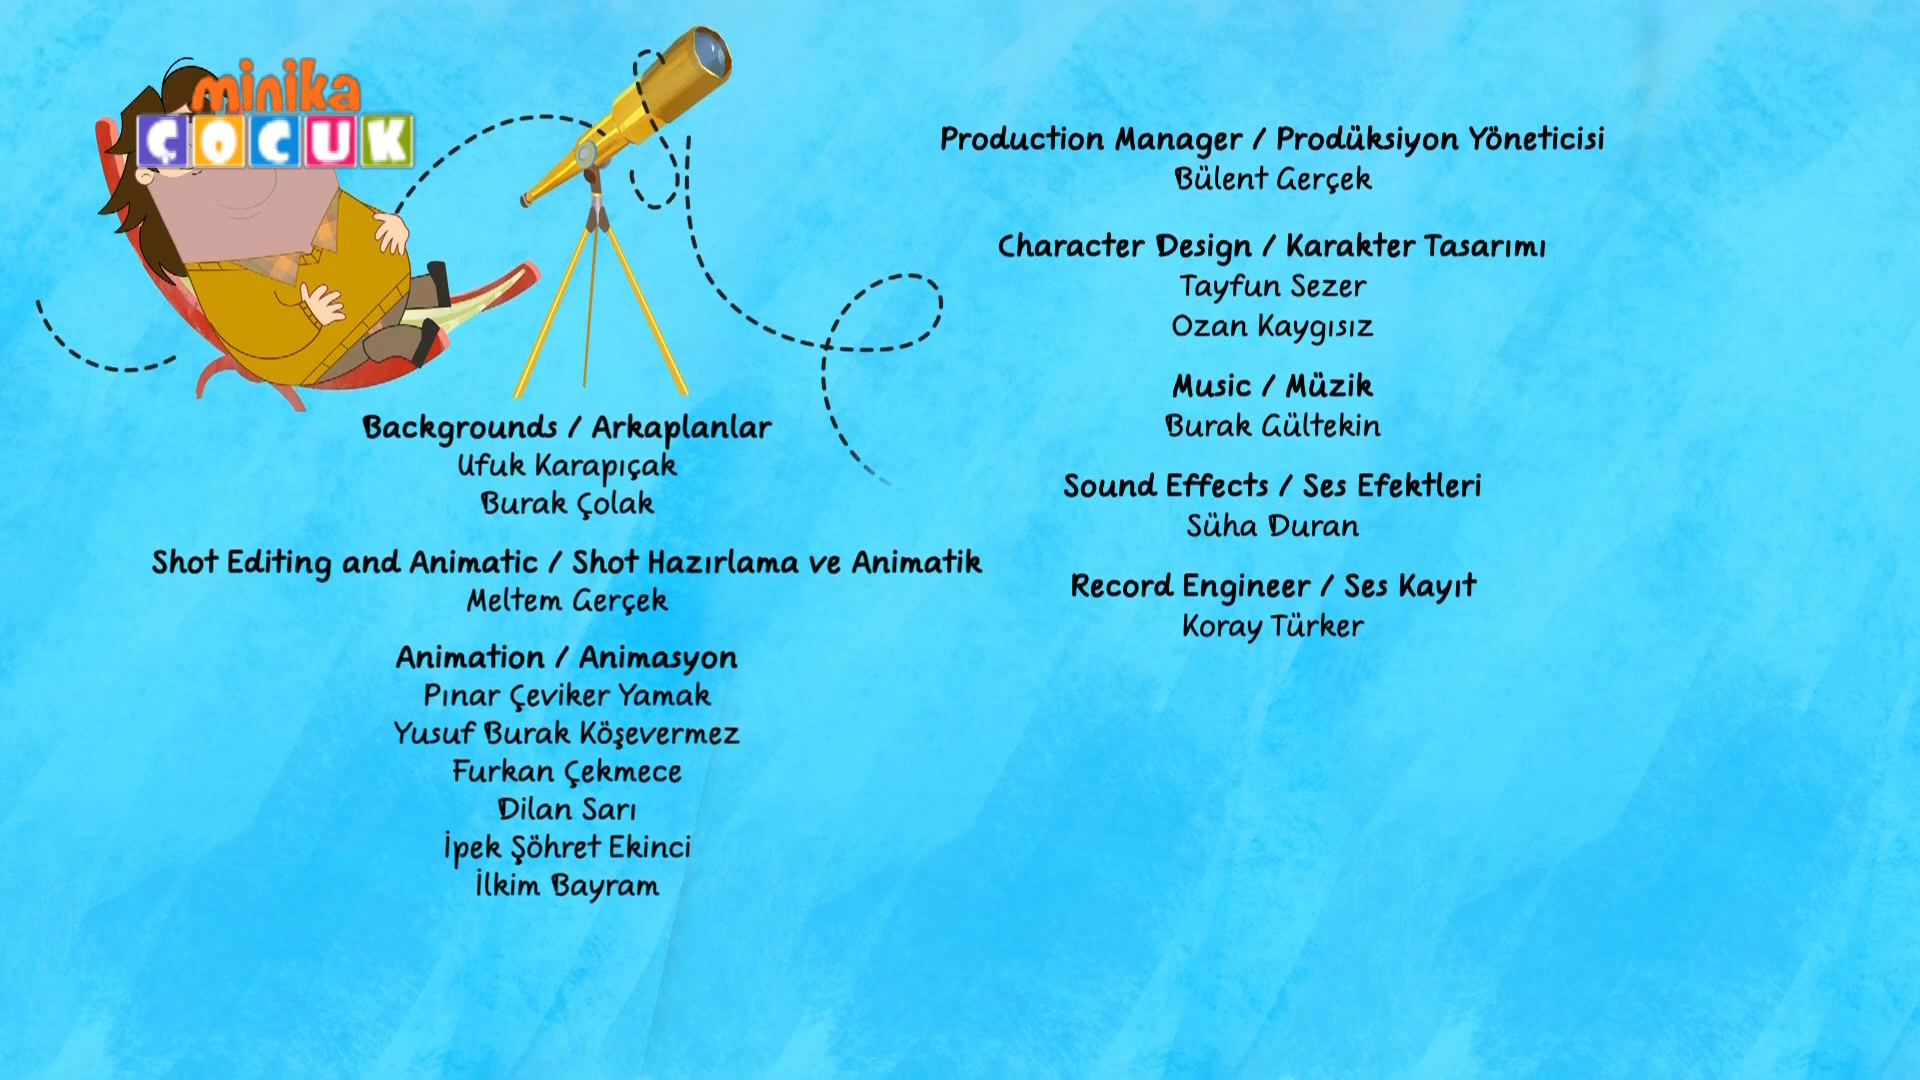 minika
ÇOCUK
Backgrounds / Arkaplanlar
Ufuk Karapıçak
Burak Çolak
Shot Editing and Animatic / Shot Hazırlama ve Animatik
Meltem Gerçek
Animation / Animasyon
Pınar Çeviker Yamak
Yusuf Burak Köşevermez
Furkan Çekmece
Dilan Sarı
İpek Şöhret Ekinci
İlkim Bayram
Production Manager / Prodüksiyon Yöneticisi
Bülent Gerçek
Character Design / Karakter Tasarımı
Tayfun Sezer
Ozan Kaygısız
Music / Müzik
Burak Gültekin
Sound Effects / Ses Efektleri
Süha Duran
Record Engineer / Ses Kayıt
Koray Türker